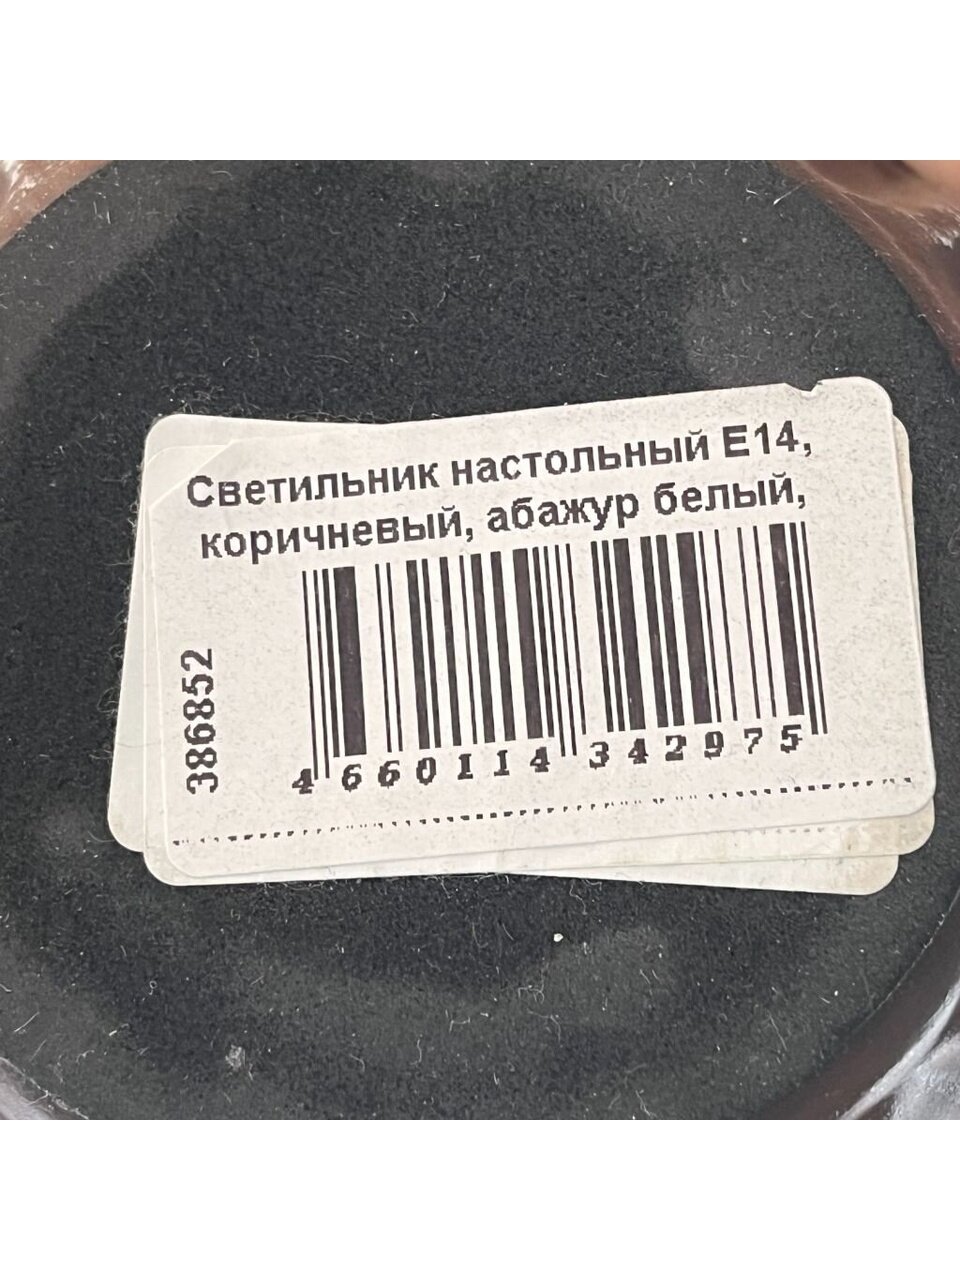 Светильник настольный E14,
коричневый, абажур белый,
386852
4 660114 342975